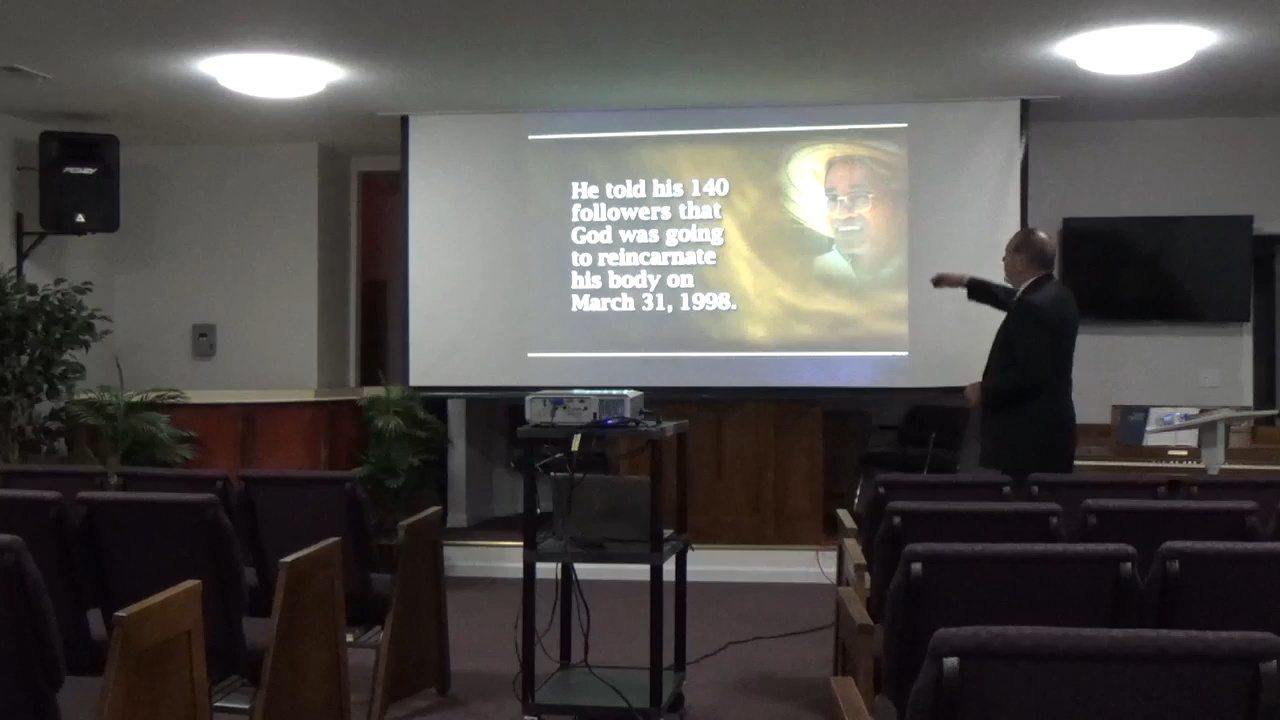 He told his 140
followers that
God was going
to reincarnate
his body on
March 31, 1998.